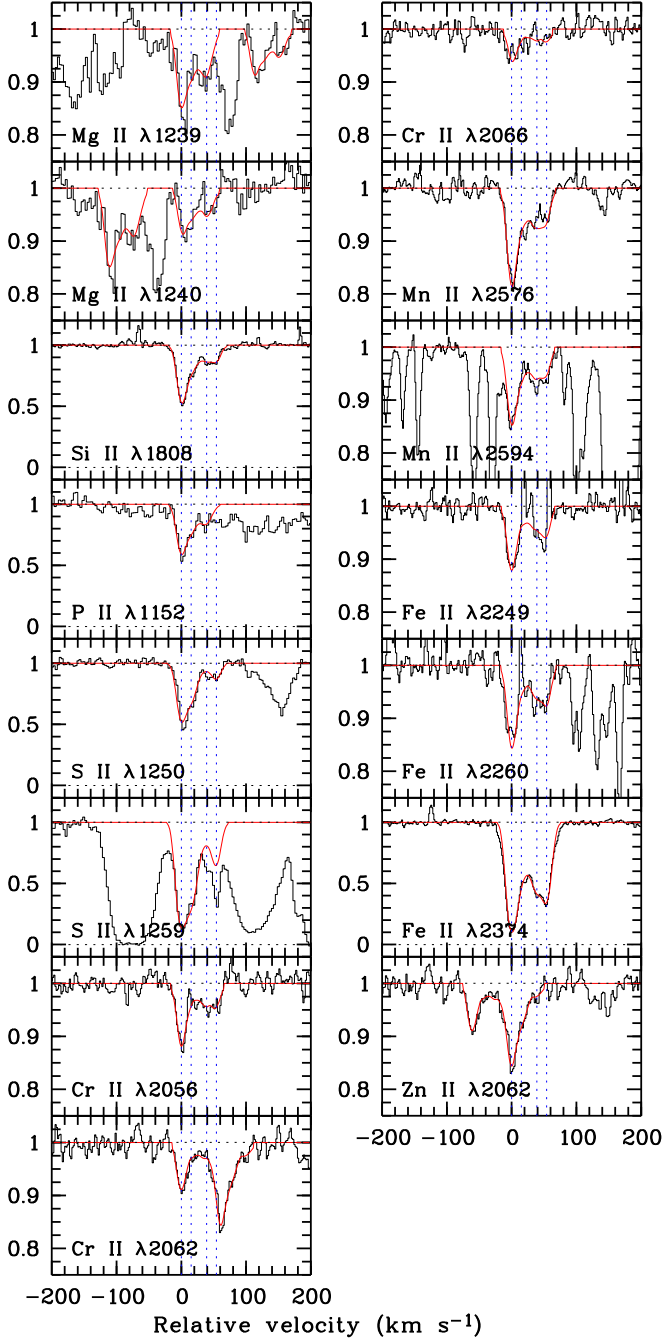 1
0.9
0.8
Mg II λ1239
1
0.9
0.8
Mg II λ1240
1
0.5
0
Si II λ1808
1
0.5
0
P II λ1152
1
0.5
0
S II λ1250
1
0.5
0
S II λ1259
1
0.9
0.8
Cr II λ2056
1
0.9
0.8
Cr II λ2062
-200 -100 0 100 200
1
0.9
0.8
Cr II λ2066
1
0.9
0.8
Mn II λ2576
1
0.9
0.8
Mn II λ2594
1
0.9
0.8
Fe II λ2249
1
0.9
0.8
Fe II λ2260
1
0.5
0
Fe II λ2374
1
0.9
0.8
Zn II λ2062
-200 -100 0 100 200
Relative velocity (km s⁻¹)